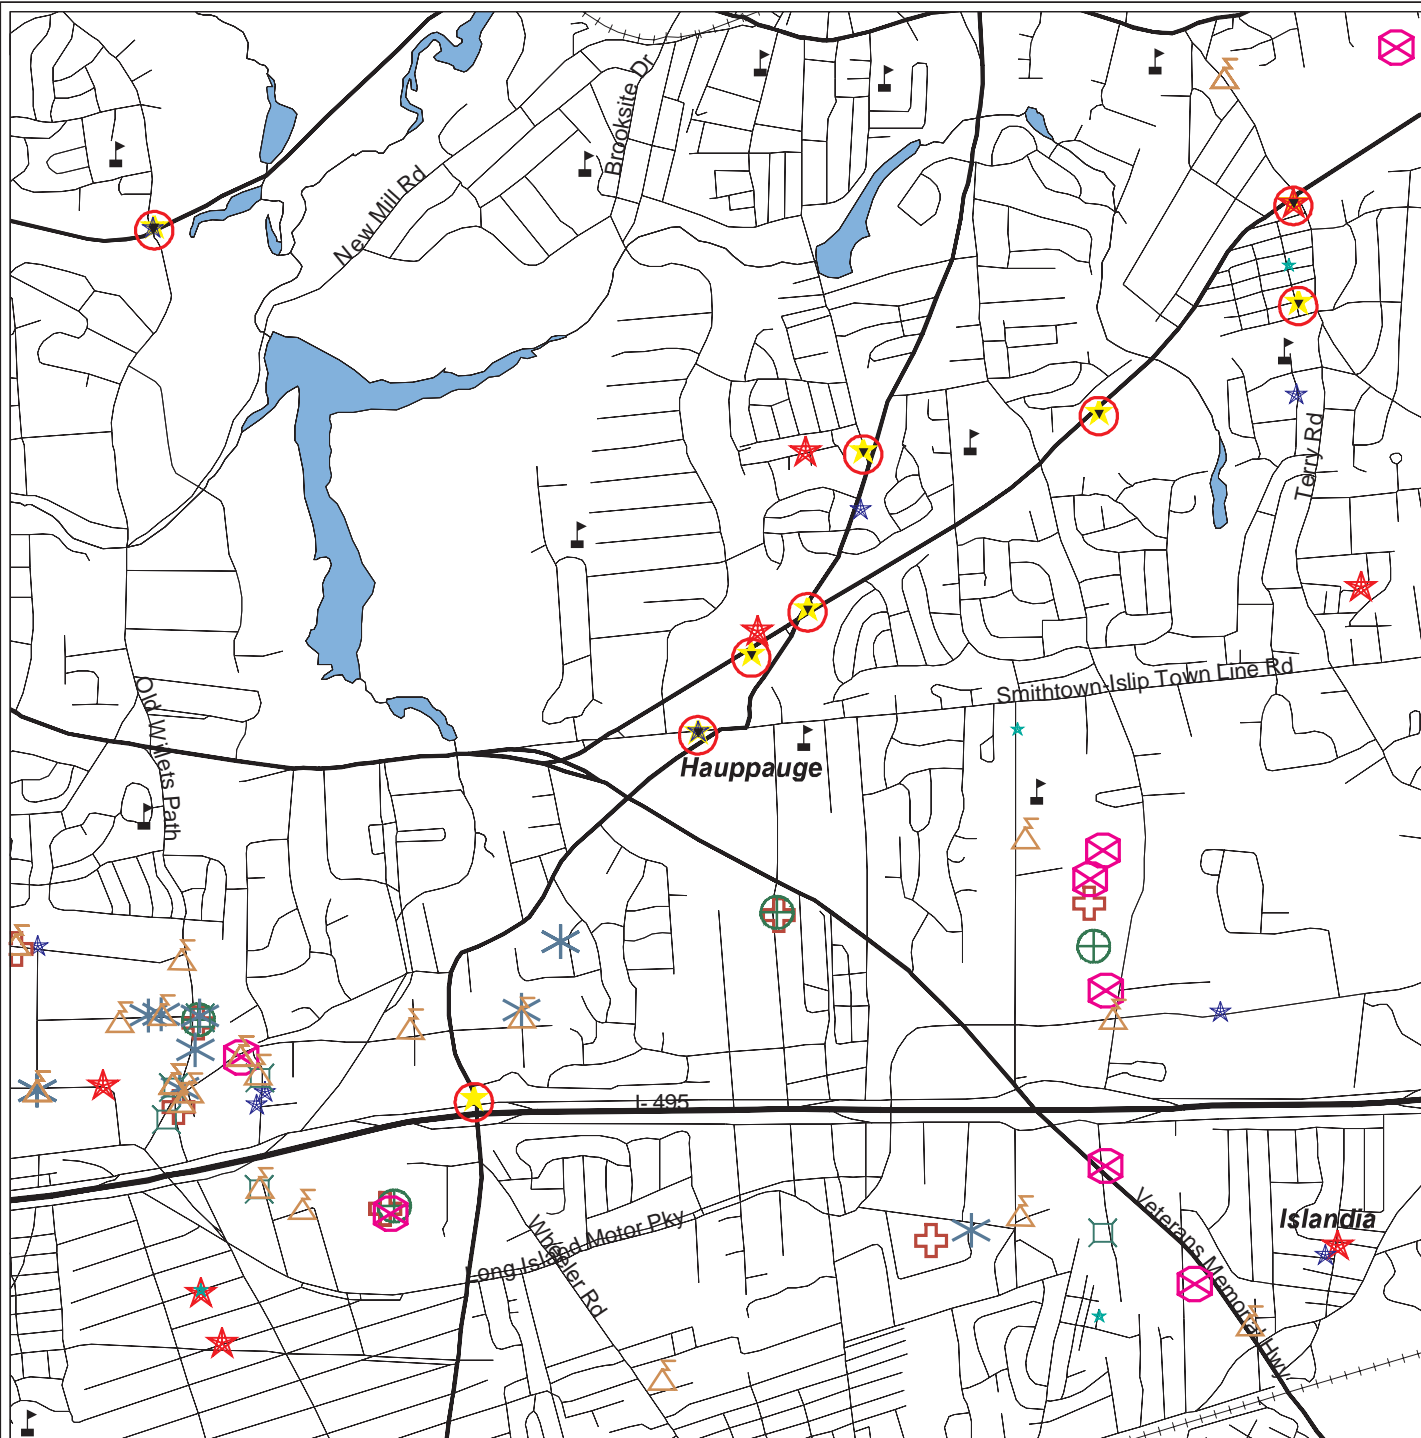 Brooksite Dr
New Mill Rd
Terry Rd
Smithtown-Islip Town Line Rd
Old Willets Path
Hauppauge
I- 495
Veterans Memorial Hwy
Islandia
Long Island Motor Pky
Wheeler Rd